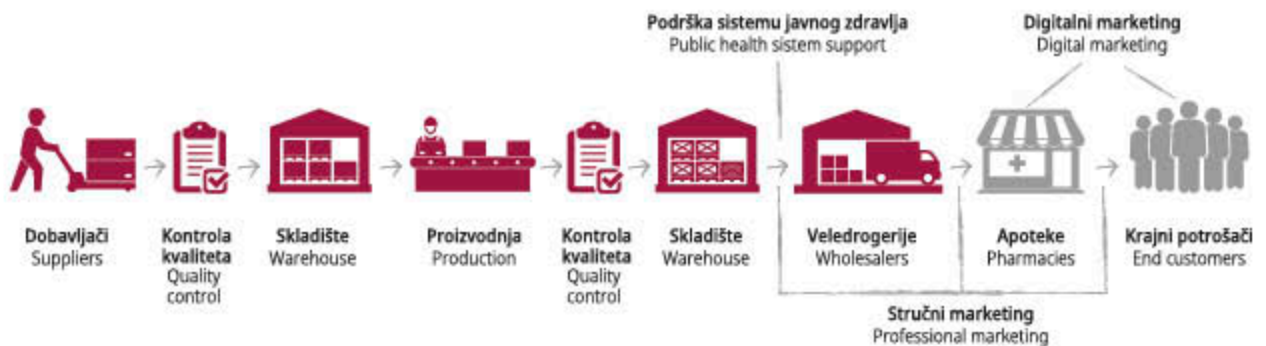 Podrška sistemu javnog zdravlja
Public health sistem support
Digitalni marketing
Digital marketing
Dobavljači
Suppliers
Kontrola
kvaliteta
Quality
control
Skladište
Warehouse
Proizvodnja
Production
Kontrola
kvaliteta
Quality
control
Skladište
Warehouse
Veledrogerije
Wholesalers
Apoteke
Pharmacies
Krajni potrošači
End customers
Stručni marketing
Professional marketing